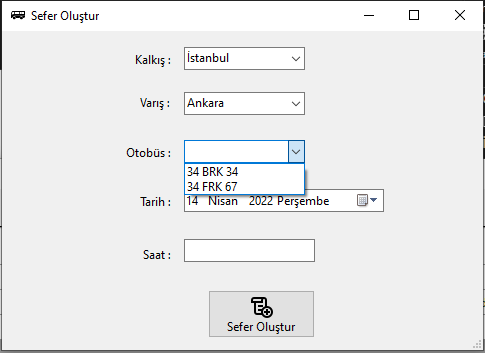 Sefer Oluştur
Kalkış :
İstanbul
Varış :
Ankara
Otobüs :
34 BRK 34
34 FRK 67
Tarih :
14 Nisan 2022 Perşembe
Saat :
Sefer Oluştur